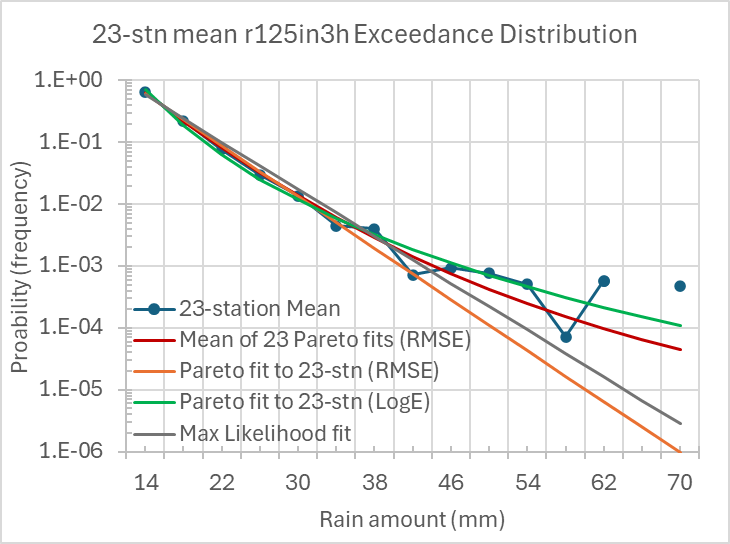 23-stn mean r125in3h Exceedance Distribution
1.E+00
1.E-01
1.E-02
1.E-03
1.E-04
1.E-05
1.E-06
Proability (frequency)
23-station Mean
Mean of 23 Pareto fits (RMSE)
Pareto fit to 23-stn (RMSE)
Pareto fit to 23-stn (LogE)
Max Likelihood fit
14 22 30 38 46 54 62 70
Rain amount (mm)